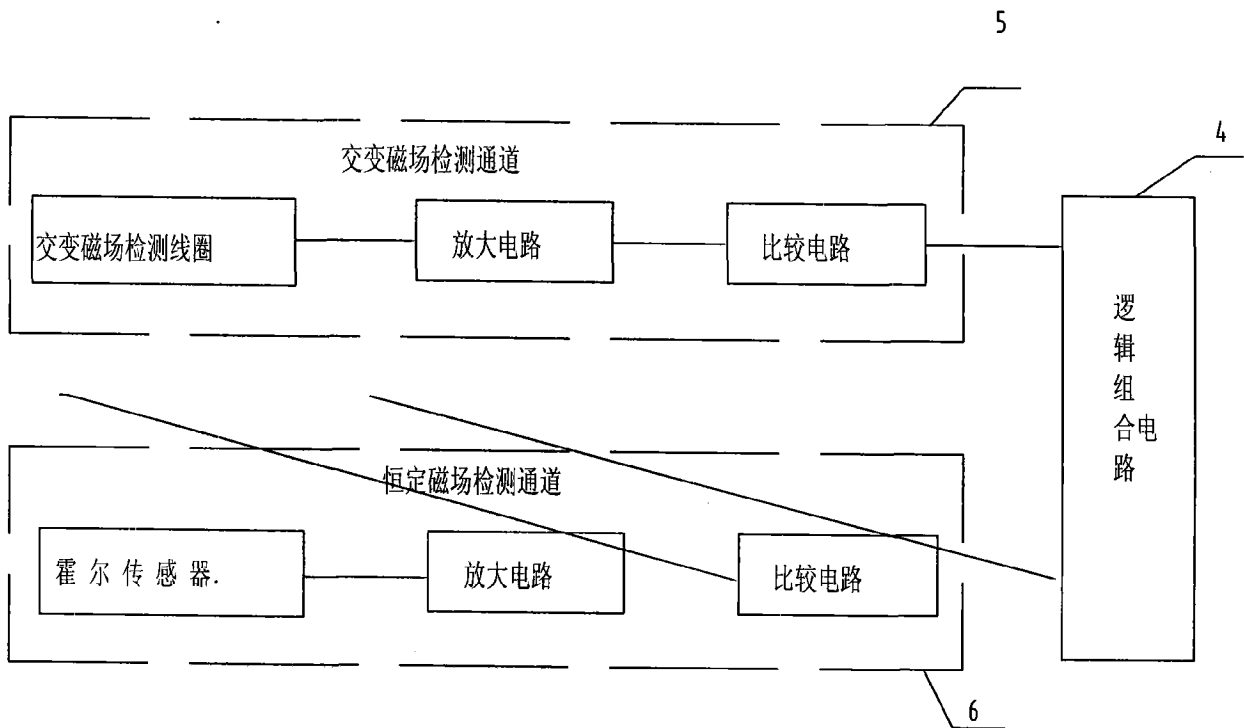 5
4
交变磁场检测通道
交变磁场检测线圈
放大电路
比较电路
逻
辑
组
合电
路
恒定磁场检测通道
霍 尔 传 感 器.
放大电路
比较电路
6